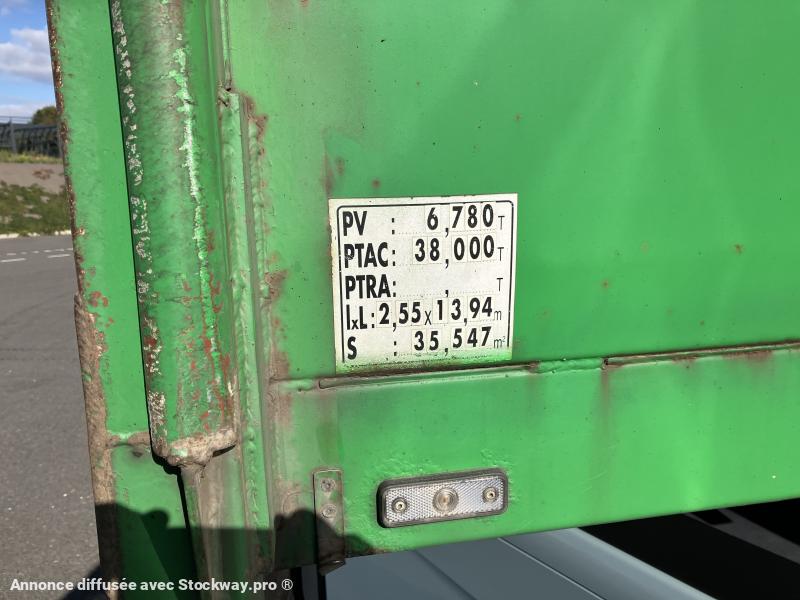 PV : 6,780 T
PTAC: 38,000 T
PTRA: , T
lxL: 2,55 x 13,94 m
S : 35,547 m²
Annonce diffusée avec Stockway.pro ®